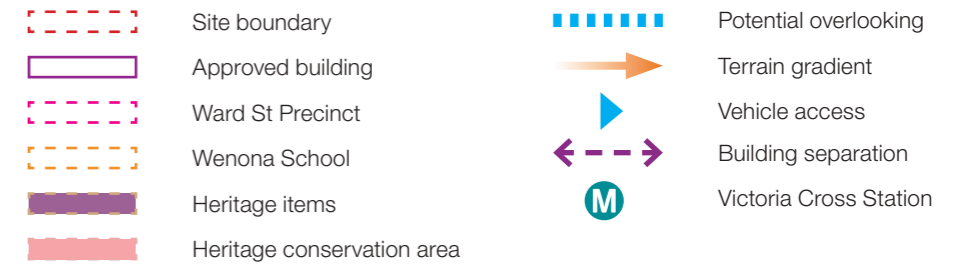 Site boundary
Approved building
Ward St Precinct
Wenona School
Heritage items
Heritage conservation area
Potential overlooking
Terrain gradient
Vehicle access
Building separation
M Victoria Cross Station